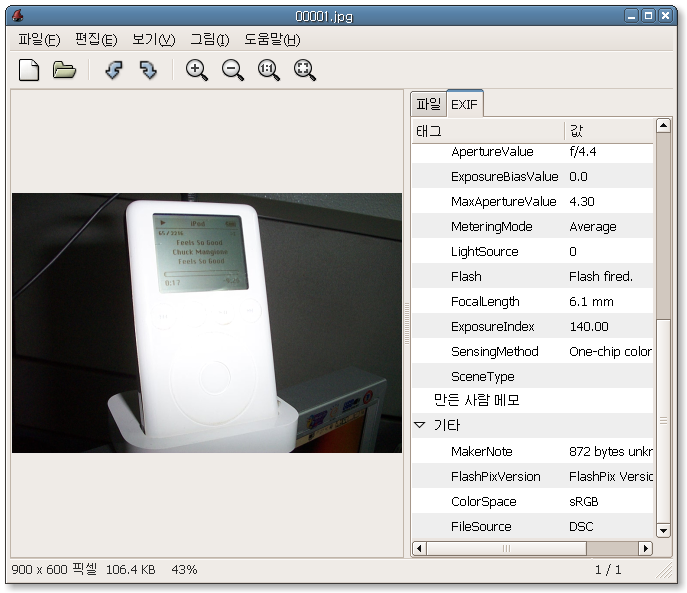 00001.jpg
파일(F) 편집(E) 보기(V) 그림(I) 도움말(H)
1:1
파일 EXIF
태그 값
ApertureValue f/4.4
ExposureBiasValue 0.0
MaxApertureValue 4.30
MeteringMode Average
LightSource 0
Flash Flash fired.
FocalLength 6.1 mm
ExposureIndex 140.00
SensingMethod One-chip color
SceneType
만든 사람 메모
기타
MakerNote 872 bytes unkr
FlashPixVersion FlashPix Versic
ColorSpace sRGB
FileSource DSC
iPod
Feels So Good
Chuck Mangione
Feels So Good
0:17
900 x 600 픽셀 106.4 KB 43%
1 / 1